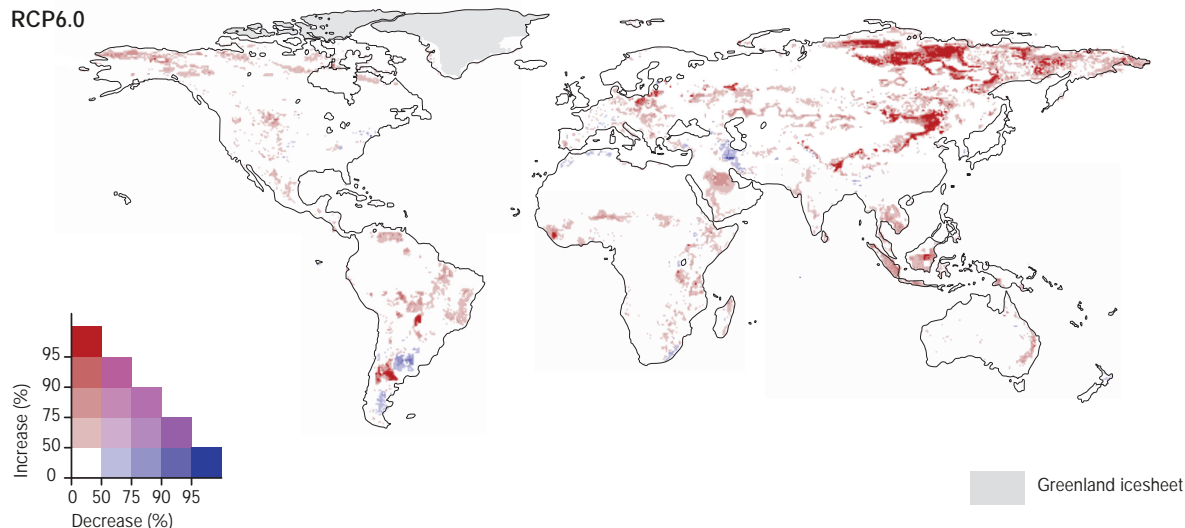 RCP6.0
Increase (%)
95
90
75
50
0
0 50 75 90 95
Decrease (%)
Greenland icesheet